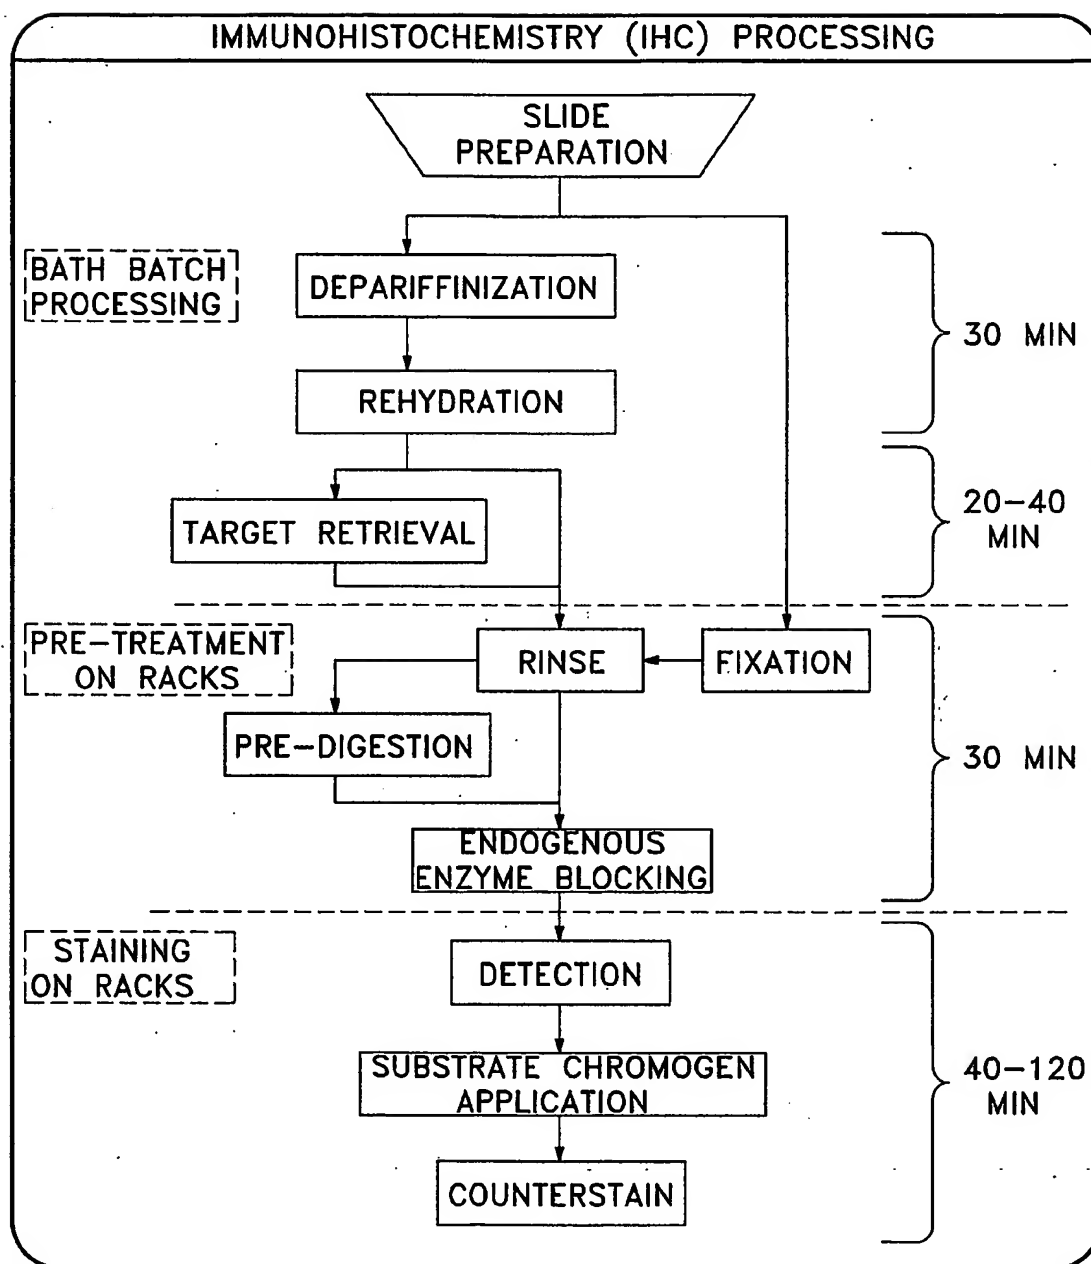 IMMUNOHISTOCHEMISTRY (IHC) PROCESSING
SLIDE
PREPARATION
BATH BATCH
PROCESSING
DEPARIFFINIZATION
30 MIN
REHYDRATION
TARGET RETRIEVAL
20-40
MIN
PRE-TREATMENT
ON RACKS
RINSE
FIXATION
PRE-DIGESTION
30 MIN
ENDOGENOUS
ENZYME BLOCKING
STAINING
ON RACKS
DETECTION
SUBSTRATE CHROMOGEN
APPLICATION
40-120
MIN
COUNTERSTAIN